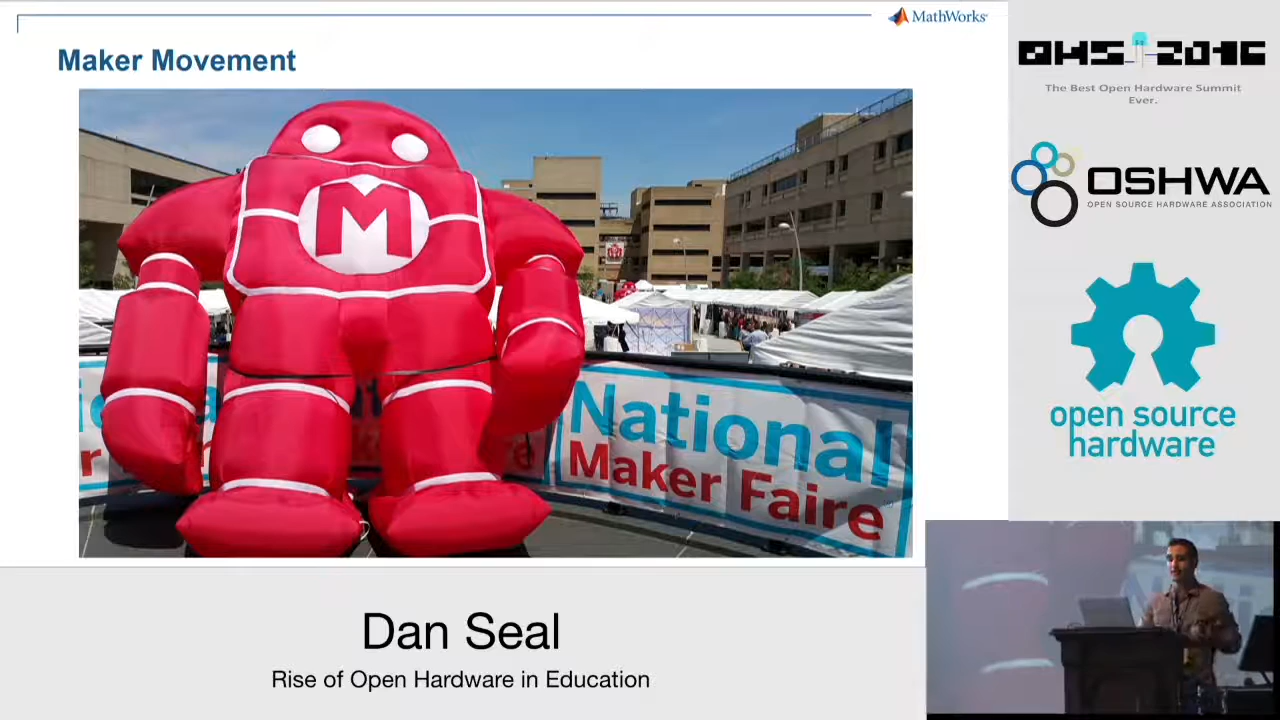 MathWorks
Maker Movement
M
National
Maker Faire
Dan Seal
Rise of Open Hardware in Education
OHS 2016
The Best Open Hardware Summit
Ever.
OSHWA
OPEN SOURCE HARDWARE ASSOCIATION
open source
hardware